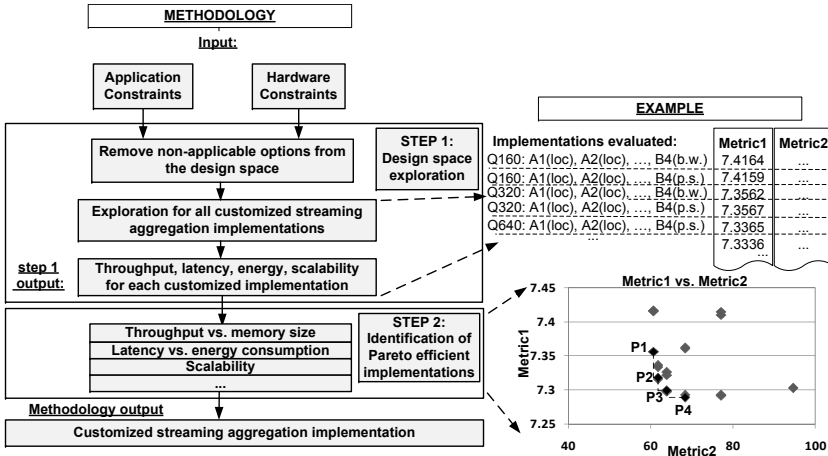 METHODOLOGY
Input:
Application
Constraints
Hardware
Constraints
STEP 1:
Design space
exploration
Remove non-applicable options from
the design space
Exploration for all customized streaming
aggregation implementations
step 1
output:
Throughput, latency, energy, scalability
for each customized implementation
STEP 2:
Identification of
Pareto efficient
implementations
Throughput vs. memory size
Latency vs. energy consumption
Scalability
...
Methodology output
Customized streaming aggregation implementation
EXAMPLE
Implementations evaluated:
Metric1
Metric2
Q160: A1(loc), A2(loc), ..., B4(b.w.) 7.4164 ...
Q160: A1(loc), A2(loc), ..., B4(p.s.) 7.4159 ...
Q320: A1(loc), A2(loc), ..., B4(b.w.) 7.3562 ...
Q320: A1(loc), A2(loc), ..., B4(p.s.) 7.3567 ...
Q640: A1(loc), A2(loc), ..., B4(p.s.) 7.3365 ...
... 7.3336 ...
...
Metric1 vs. Metric2
7.45
7.4
7.35
7.3
7.25
Metric1
P1
P2
P3
P4
40 60 80 100
Metric2